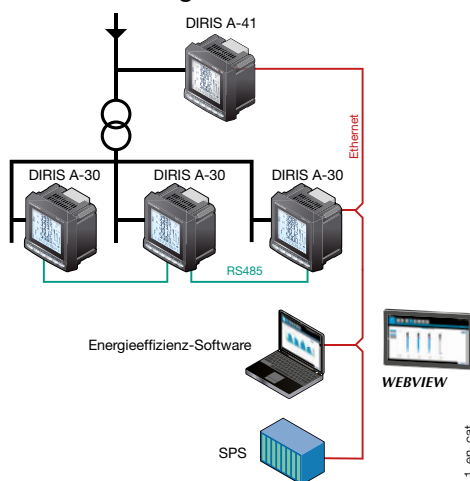 DIRIS A-41
Ethernet
DIRIS A-30
DIRIS A-30
DIRIS A-30
RS485
Energieeffizienz-Software
WEBVIEW
SPS